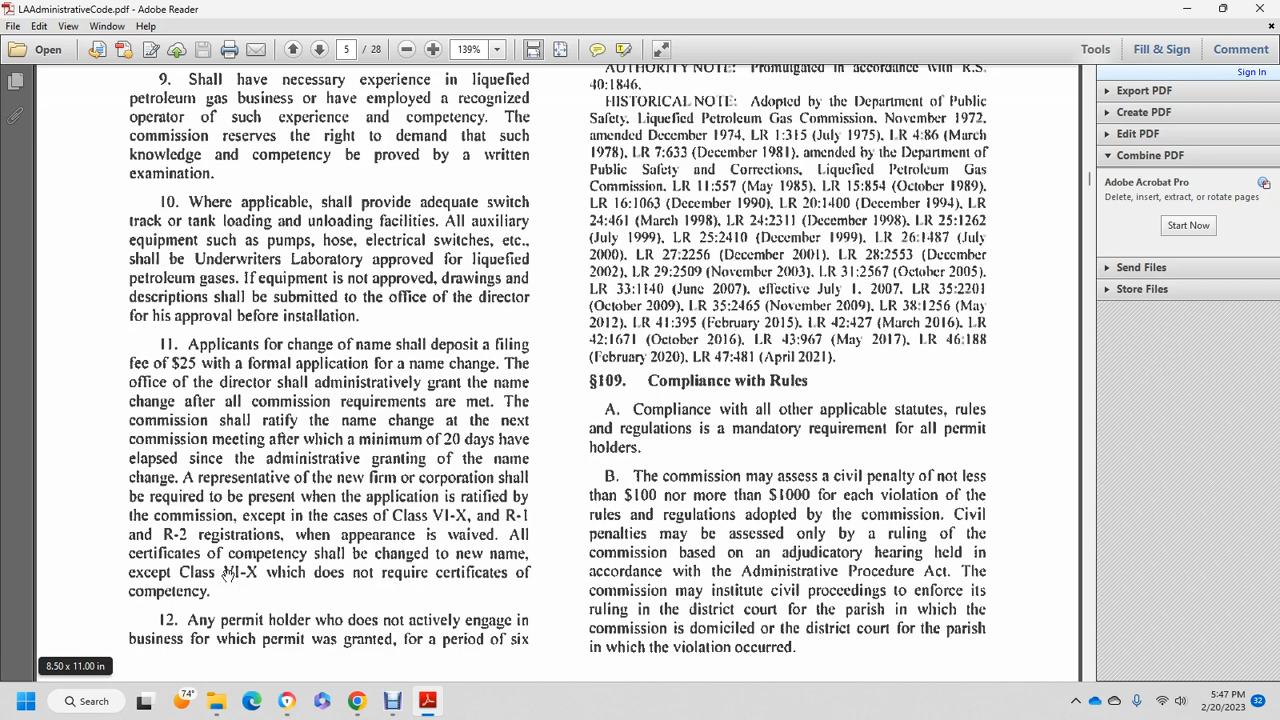 LAAdministrativeCode.pdf - Adobe Reader
File Edit View Window Help
Open
5 / 28
139%
Tools Fill & Sign Comment
9. Shall have necessary experience in liquefied
petroleum gas business or have employed a recognized
operator of such experience and competency. The
commission reserves the right to demand that such
knowledge and competency be proved by a written
examination.
10. Where applicable, shall provide adequate switch
track or tank loading and unloading facilities. All auxiliary
equipment such as pumps, hose, electrical switches, etc.,
shall be Underwriters Laboratory approved for liquefied
petroleum gases. If equipment is not approved, drawings and
descriptions shall be submitted to the office of the director
for his approval before installation.
11. Applicants for change of name shall deposit a filing
fee of $25 with a formal application for a name change. The
office of the director shall administratively grant the name
change after all commission requirements are met. The
commission shall ratify the name change at the next
commission meeting after which a minimum of 20 days have
elapsed since the administrative granting of the name
change. A representative of the new firm or corporation shall
be required to be present when the application is ratified by
the commission, except in the cases of Class VI-X, and R-1
and R-2 registrations, when appearance is waived. All
certificates of competency shall be changed to new name,
except Class VI-X which does not require certificates of
competency.
12. Any permit holder who does not actively engage in
business for which permit was granted, for a period of six
AUTHORITY NOTE: Promulgated in accordance with R.S.
40:1846.
HISTORICAL NOTE: Adopted by the Department of Public
Safety, Liquefied Petroleum Gas Commission, November 1972,
amended December 1974, LR 1:315 (July 1975), LR 4:86 (March
1978), LR 7:633 (December 1981), amended by the Department of
Public Safety and Corrections, Liquefied Petroleum Gas
Commission, LR 11:557 (May 1985), LR 15:854 (October 1989),
LR 16:1063 (December 1990), LR 20:1400 (December 1994), LR
24:461 (March 1998), LR 24:2311 (December 1998), LR 25:1262
(July 1999), LR 25:2410 (December 1999), LR 26:1487 (July
2000), LR 27:2256 (December 2001), LR 28:2553 (December
2002), LR 29:2509 (November 2003), LR 31:2567 (October 2005),
LR 33:1140 (June 2007), effective July 1, 2007, LR 35:2201
(October 2009), LR 35:2465 (November 2009), LR 38:1256 (May
2012), LR 41:395 (February 2015), LR 42:427 (March 2016), LR
42:1671 (October 2016), LR 43:967 (May 2017), LR 46:188
(February 2020), LR 47:481 (April 2021).
§109. Compliance with Rules
A. Compliance with all other applicable statutes, rules
and regulations is a mandatory requirement for all permit
holders.
B. The commission may assess a civil penalty of not less
than $100 nor more than $1000 for each violation of the
rules and regulations adopted by the commission. Civil
penalties may be assessed only by a ruling of the
commission based on an adjudicatory hearing held in
accordance with the Administrative Procedure Act. The
commission may institute civil proceedings to enforce its
ruling in the district court for the parish in which the
commission is domiciled or the district court for the parish
in which the violation occurred.
Sign In
Export PDF
Create PDF
Edit PDF
Combine PDF
Adobe Acrobat Pro
Delete, insert, extract, or rotate pages
Start Now
Send Files
Store Files
8.50 x 11.00 in
Search
74°
5:47 PM
2/20/2023
32